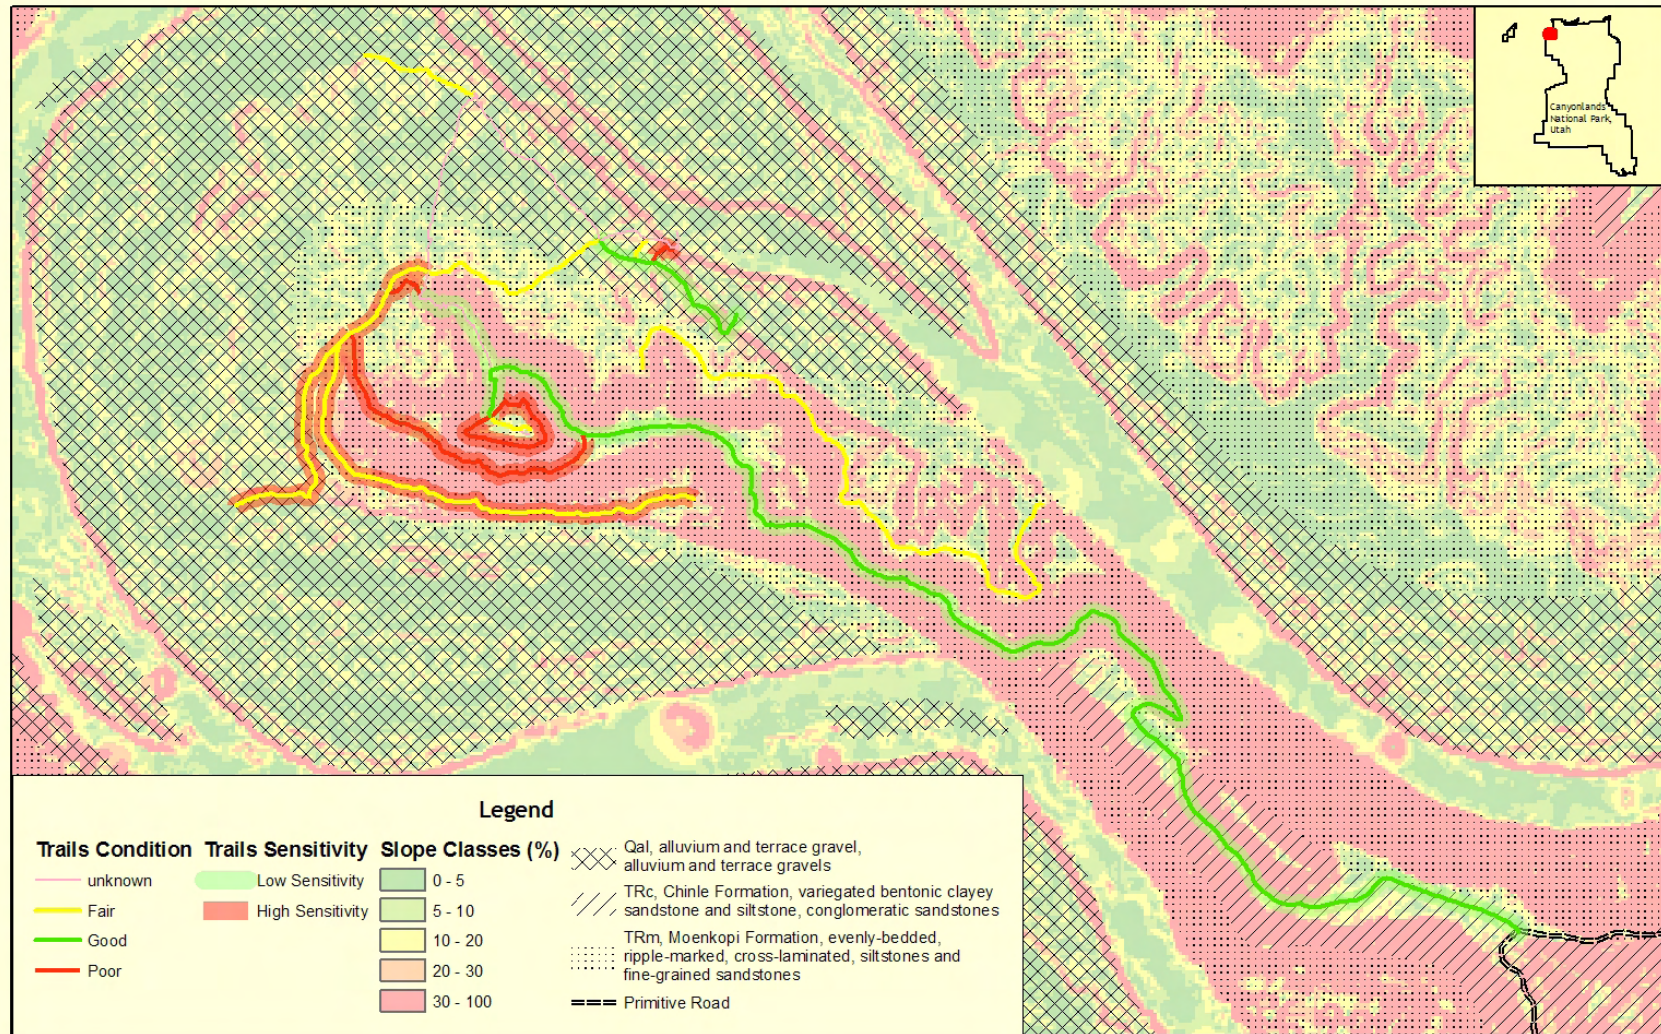 Canyonlands
National Park,
Utah
Legend
Trails Condition
unknown
Fair
Good
Poor
Trails Sensitivity
Low Sensitivity
High Sensitivity
Slope Classes (%)
0 - 5
5 - 10
10 - 20
20 - 30
30 - 100
Qal, alluvium and terrace gravel,
alluvium and terrace gravels
TRc, Chinle Formation, variegated bentonic clayey
sandstone and siltstone, conglomeratic sandstones
TRm, Moenkopi Formation, evenly-bedded,
ripple-marked, cross-laminated, siltstones and
fine-grained sandstones
Primitive Road